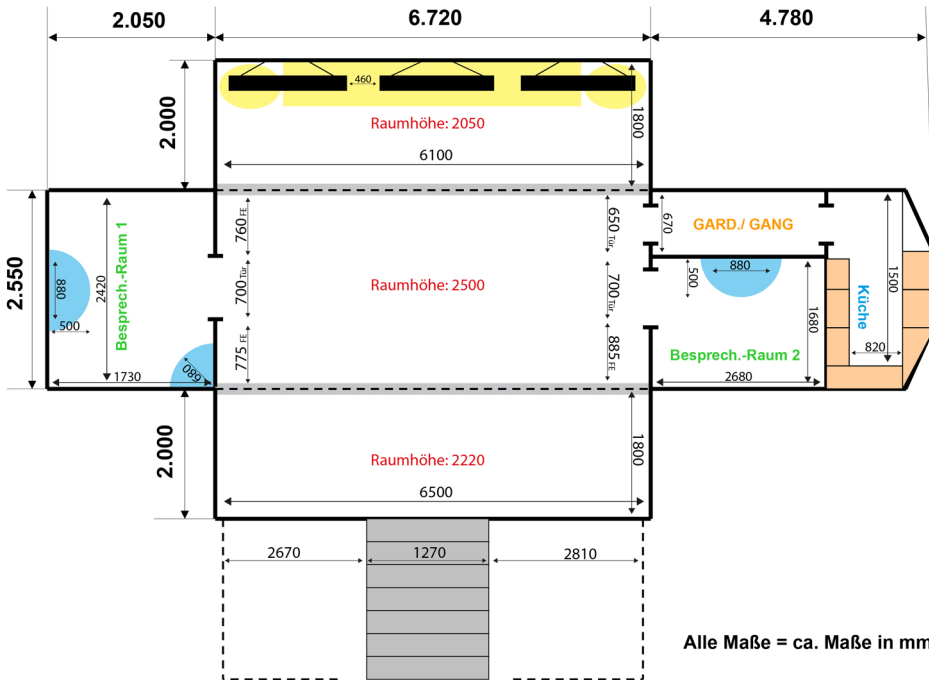 2.050
6.720
4.780
2.000
460
Raumhöhe: 2050
1800
6100
2.550
Besprech.-Raum 1
2420
880
500
1730
680
760 FE
700 Tür
775 FE
Raumhöhe: 2500
650 Tür
700 Tür
885 FE
670
GARD./ GANG
880
500
Besprech.-Raum 2
1680
2680
Küche
1500
820
2.000
Raumhöhe: 2220
1800
6500
2670
1270
2810
Alle Maße = ca. Maße in mm